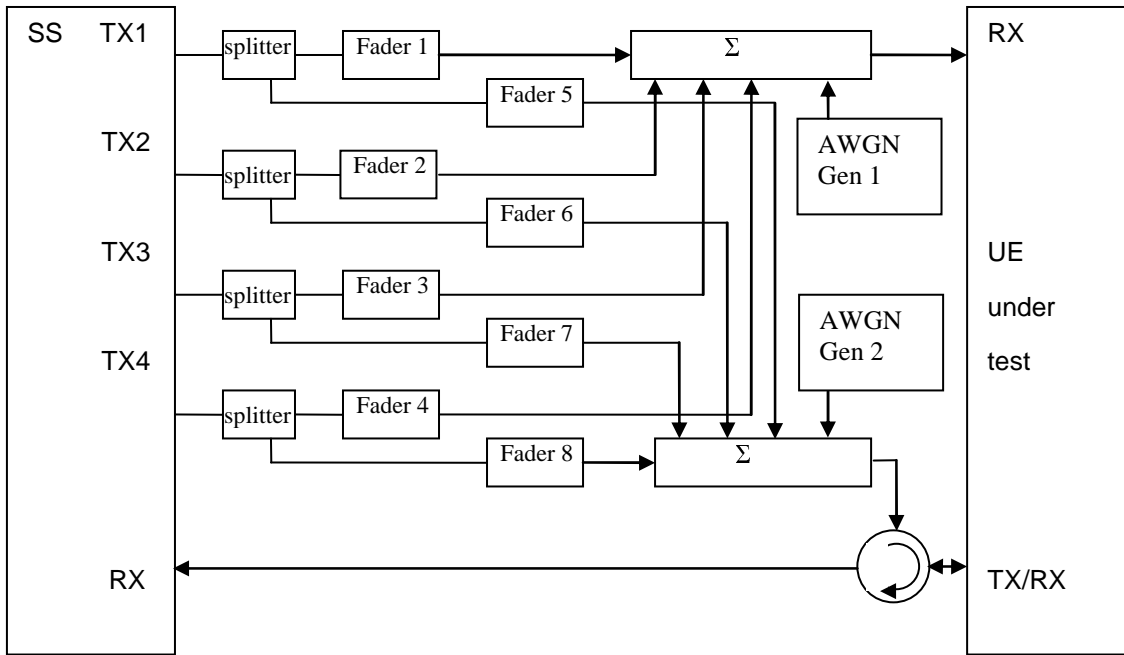 SS TX1
splitter
Fader 1
Σ
RX
Fader 5
TX2
AWGN
Gen 1
splitter
Fader 2
Fader 6
TX3
UE
splitter
Fader 3
under
AWGN
Gen 2
Fader 7
TX4
test
splitter
Fader 4
Fader 8
Σ
RX
TX/RX